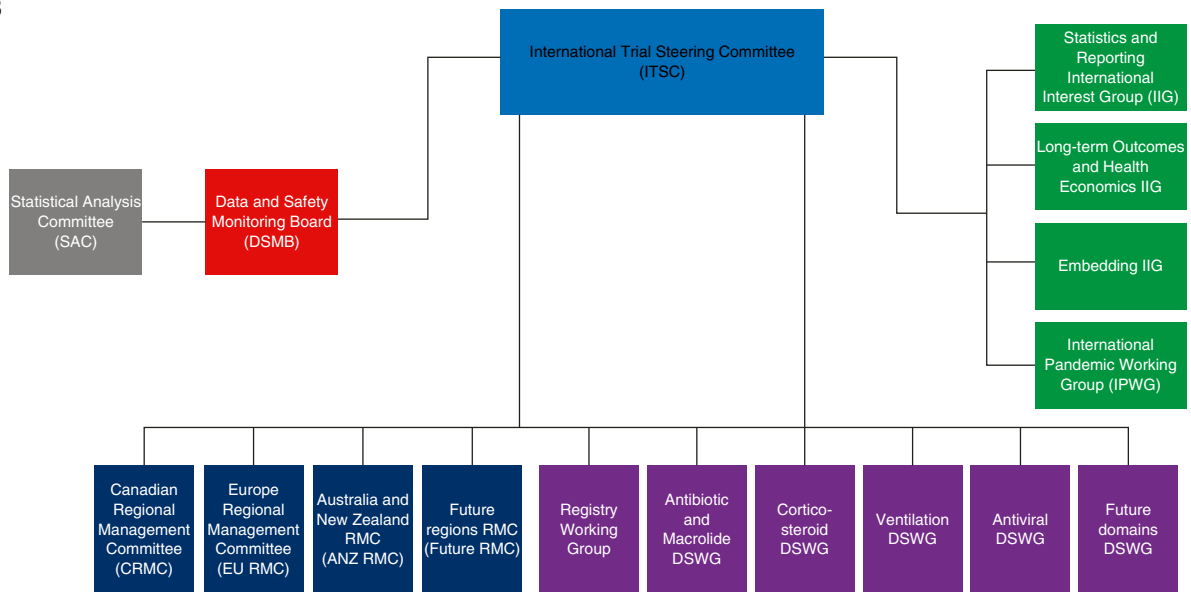 International Trial Steering Committee
(ITSC)
Statistics and
Reporting
International
Interest Group (IIG)
Long-term Outcomes
and Health
Economics IIG
Embedding IIG
International
Pandemic Working
Group (IPWG)
Statistical Analysis
Committee
(SAC)
Data and Safety
Monitoring Board
(DSMB)
Canadian
Regional
Management
Committee
(CRMC)
Europe
Regional
Management
Committee
(EU RMC)
Australia and
New Zealand
RMC
(ANZ RMC)
Future
regions RMC
(Future RMC)
Registry
Working
Group
Antibiotic
and
Macrolide
DSWG
Cortico-
steroid
DSWG
Ventilation
DSWG
Antiviral
DSWG
Future
domains
DSWG